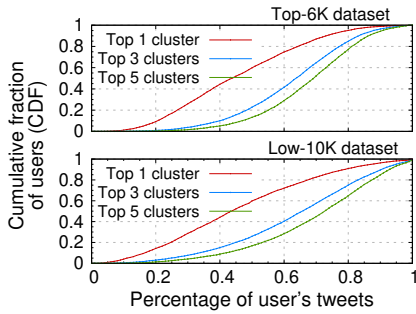 Top-6K dataset
1
0.8
0.6
0.4
0.2
0
Top 1 cluster
Top 3 clusters
Top 5 clusters
Low-10K dataset
1
0.8
0.6
0.4
0.2
0
Top 1 cluster
Top 3 clusters
Top 5 clusters
0 0.2 0.4 0.6 0.8 1
Percentage of user's tweets
Cumulative fraction
of users (CDF)